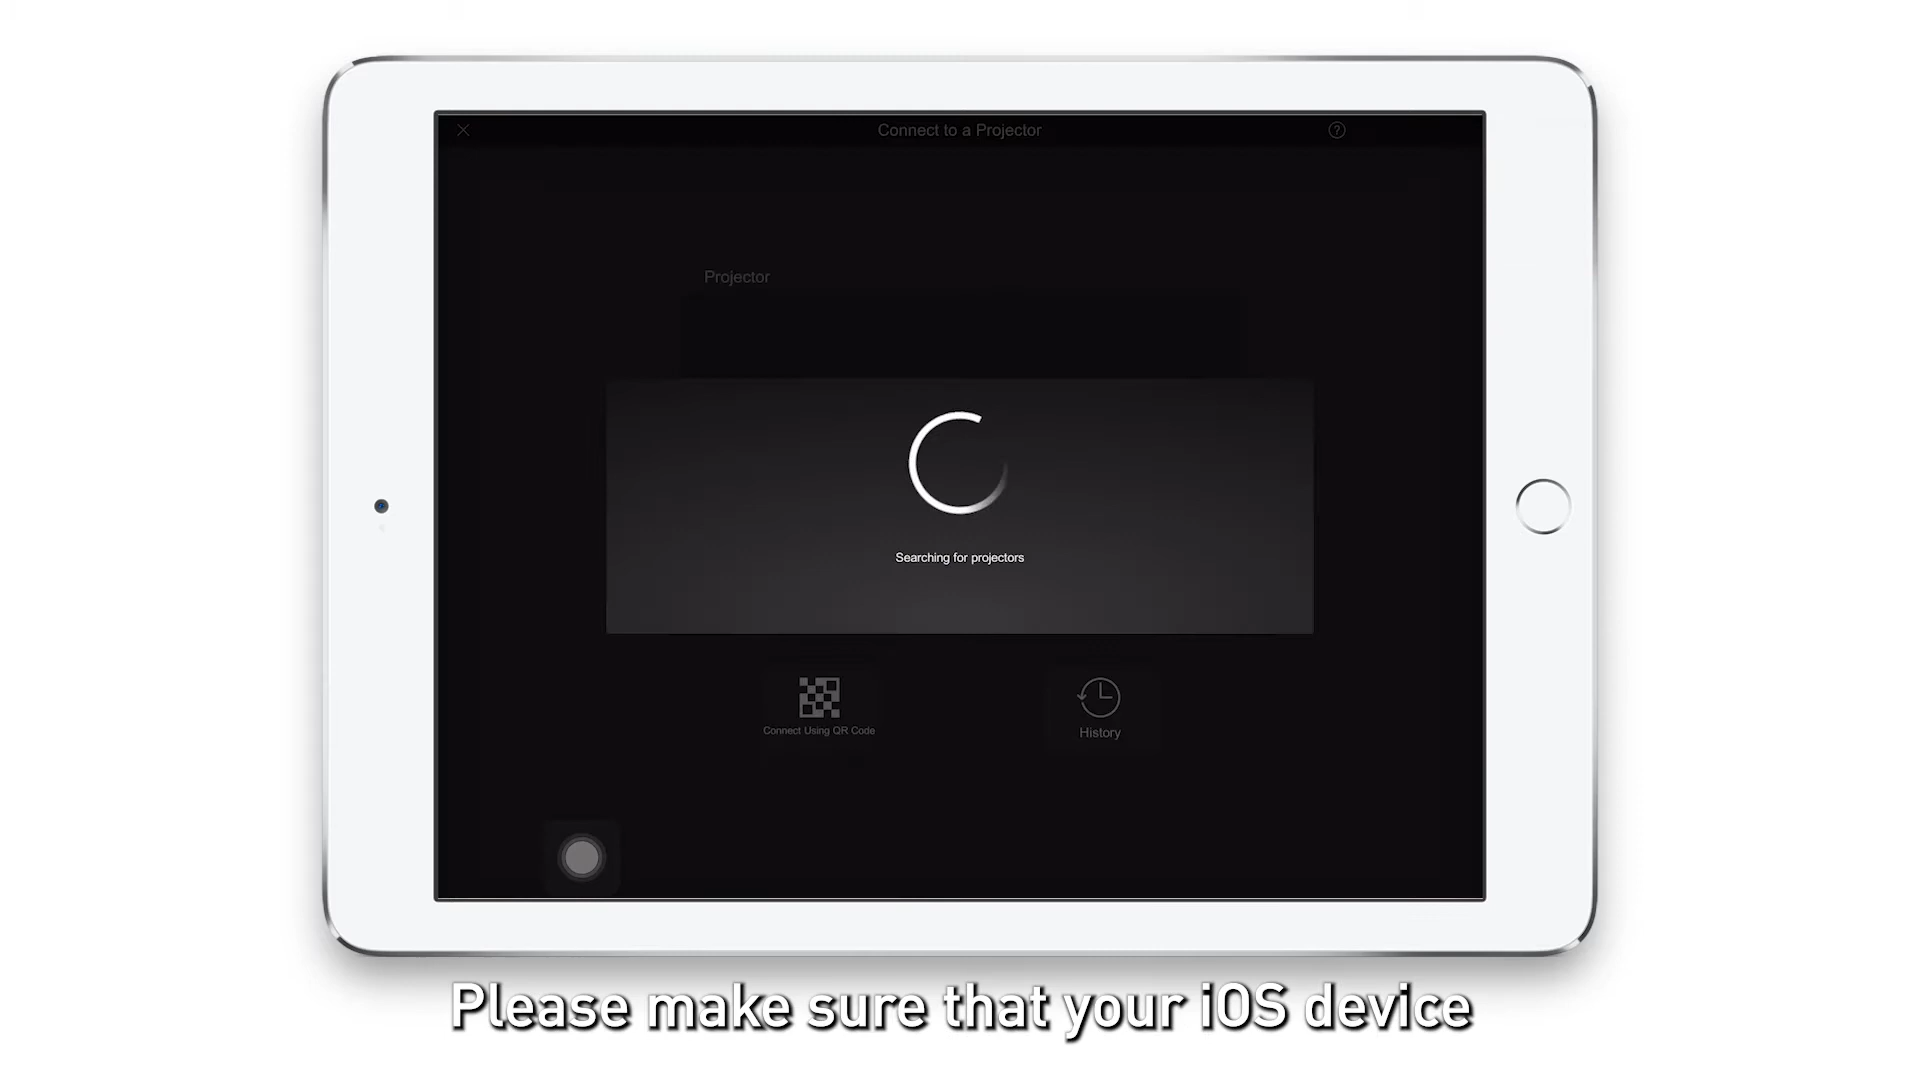 Connect to a Projector
Projector
Searching for projectors
Connect Using QR Code
History
Please make sure that your iOS device